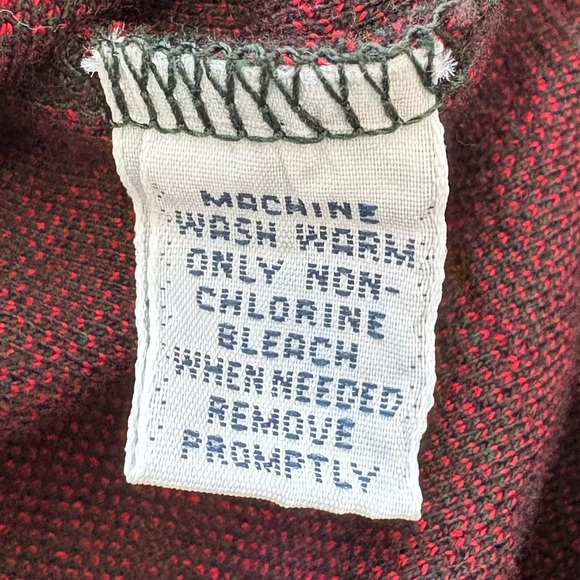 MACHINE
WASH WARM
ONLY NON-
CHLORINE
BLEACH
WHEN NEEDED
REMOVE
PROMPTLY